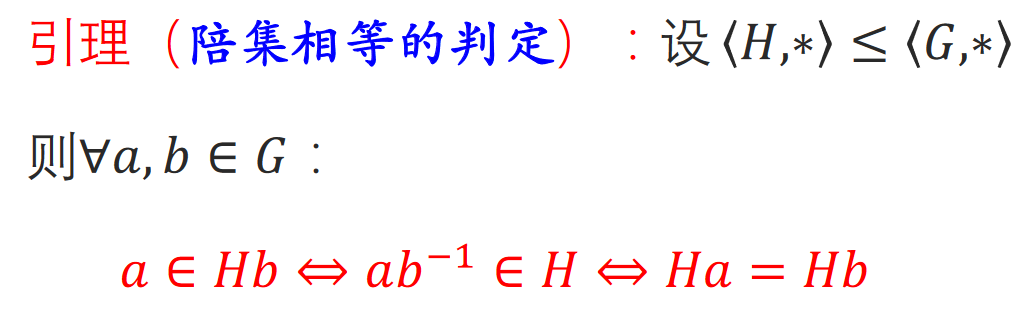 引理（陪集相等的判定）：设⟨H,∗⟩ ≤ ⟨G,∗⟩
则∀a, b ∈ G：
a ∈ Hb ⇔ ab⁻¹ ∈ H ⇔ Ha = Hb